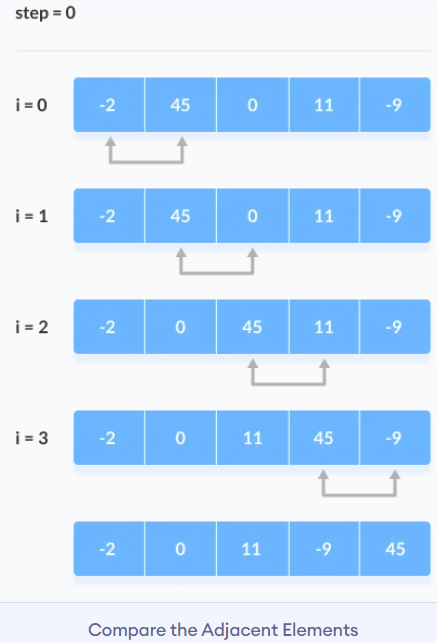 step = 0
i = 0 -2 45 0 11 -9
i = 1 -2 45 0 11 -9
i = 2 -2 0 45 11 -9
i = 3 -2 0 11 45 -9
-2 0 11 -9 45
Compare the Adjacent Elements